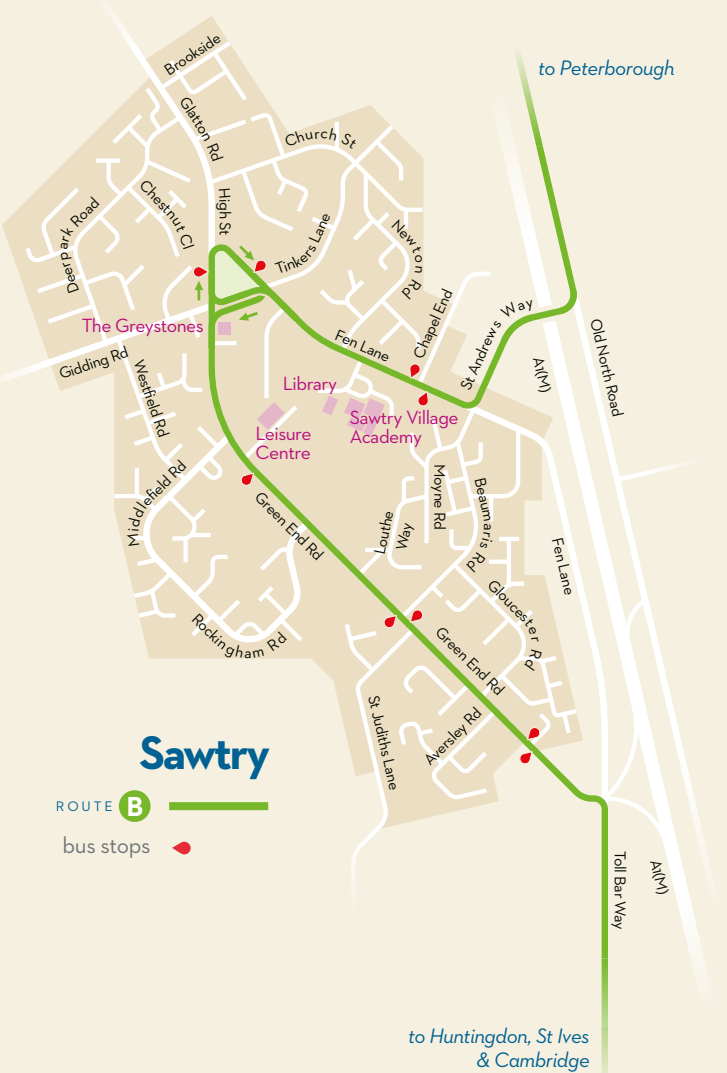 to Peterborough
Brookside
Glatton Rd
Church St
Chestnut Cl
High St
Deerpark Road
Tinkers Lane
Newton Rd
The Greystones
Gidding Rd
Chapel End
Fen Lane
St Andrews Way
A1(M)
Old North Road
Westfield Rd
Library
Sawtry Village
Academy
Leisure
Centre
Middlefield Rd
Green End Rd
Louthe
Way
Moyne Rd
Beaumaris Rd
Fen Lane
Gloucester Rd
Rockingham Rd
Green End Rd
St Judiths Lane
Aversley Rd
Sawtry
ROUTE B
bus stops
Toll Bar Way
A1(M)
to Huntingdon, St Ives
& Cambridge